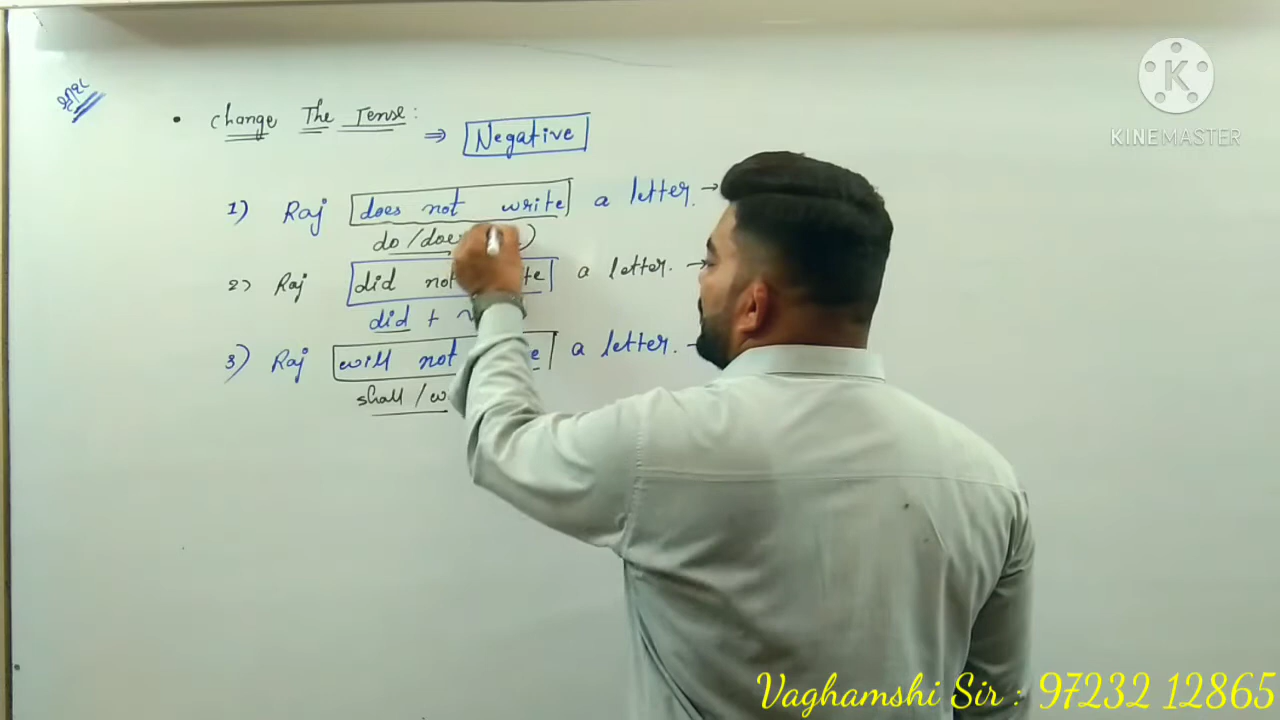 K
KINEMASTER
• Change The Tense:
⇒ Negative
1) Raj does not write a letter. →
do /
2) Raj did not a letter. →
did +
3) Raj will not a letter. →
shall /
Vaghamshi Sir : 97232 12865